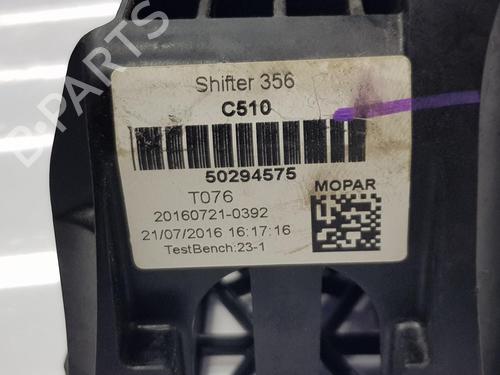 Shifter 356
C510
50294575
T076
MOPAR
20160721-0392
21/07/2016 16:17:16
TestBench:23-1
B-PARTS